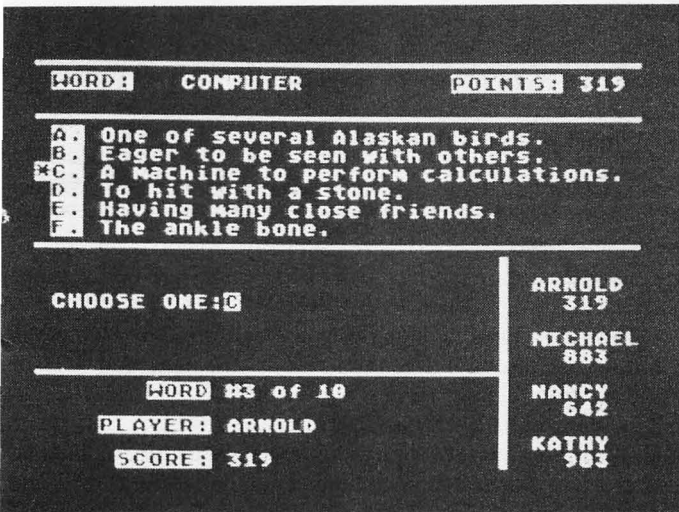 WORD: COMPUTER POINTS: 319
A. One of several Alaskan birds.
B. Eager to be seen with others.
*C. A machine to perform calculations.
D. To hit with a stone.
E. Having many close friends.
F. The ankle bone.
CHOOSE ONE:C
WORD #3 of 10
PLAYER: ARNOLD
SCORE: 319
ARNOLD
319
MICHAEL
883
NANCY
642
KATHY
903